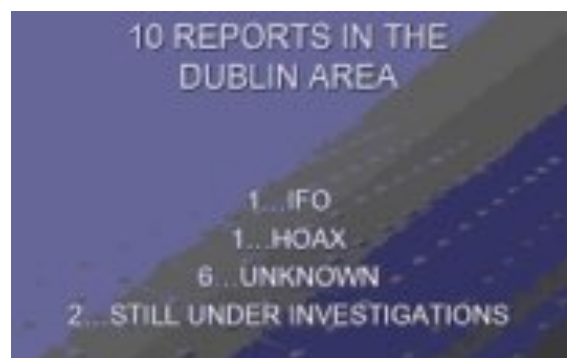 10 REPORTS IN THE
DUBLIN AREA
1...IFO
1...HOAX
6...UNKNOWN
2...STILL UNDER INVESTIGATIONS